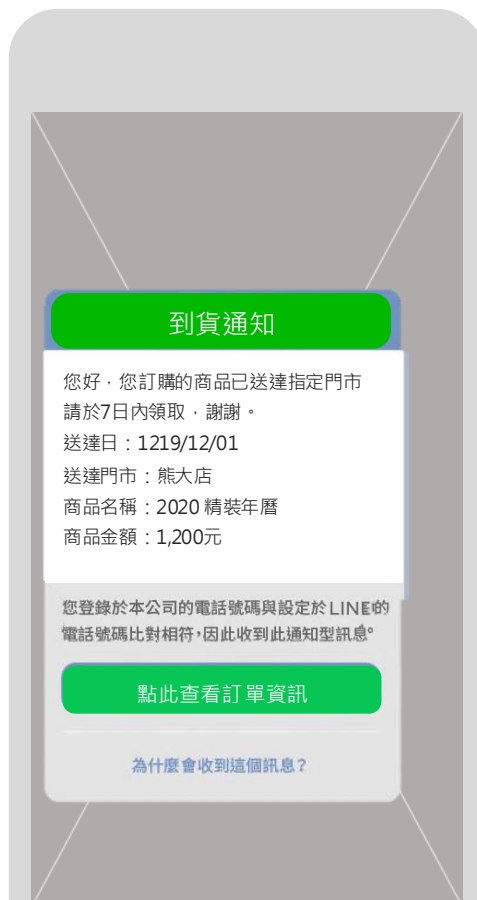 到貨通知
您好,您訂購的商品已送達指定門市
請於7日內領取,謝謝。
送達日:1219/12/01
送達門市:熊大店
商品名稱:2020 精裝年曆
商品金額:1,200元
您登錄於本公司的電話號碼與設定於LINE的
電話號碼比對相符,因此收到此通知型訊息。
點此查看訂單資訊
為什麼會收到這個訊息?